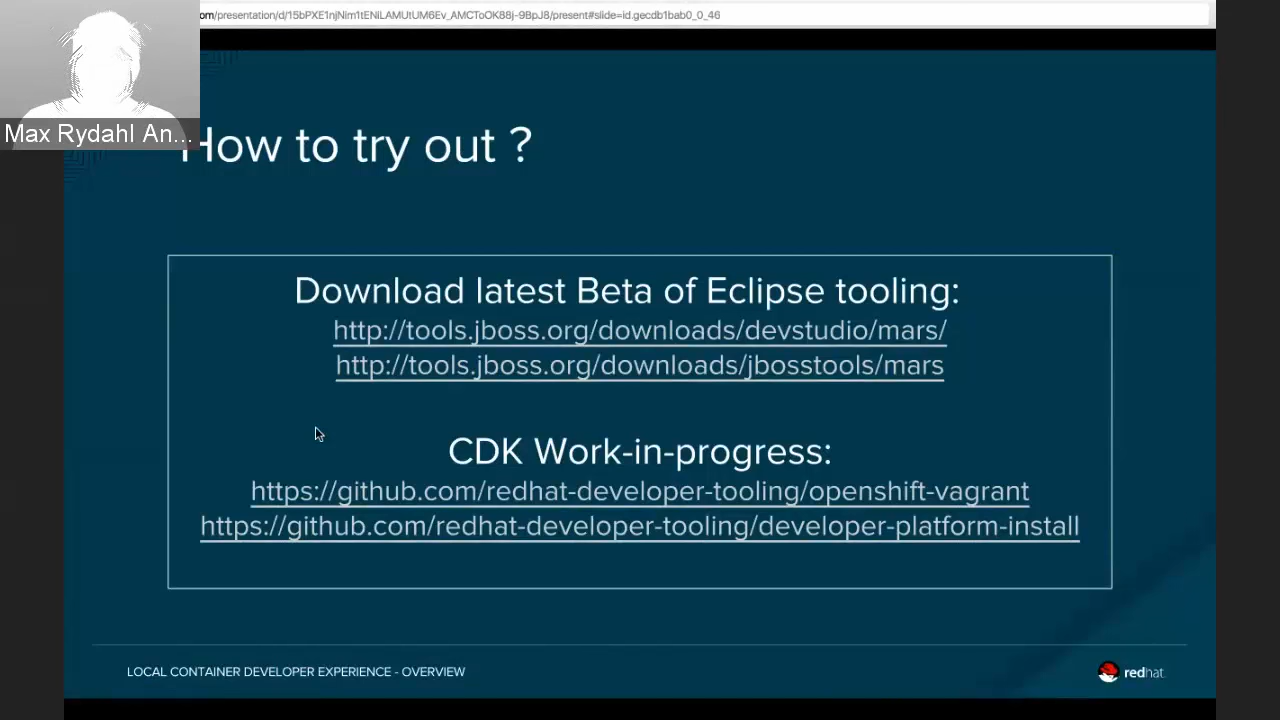 om/presentation/d/15bPXE1njNlm1tENiLAMUtUM6Ev_AMCToOK88j-9BpJ8/present#slide=id.gecdb1bab0_0_46
Max Rydahl An...
How to try out ?
Download latest Beta of Eclipse tooling:
http://tools.jboss.org/downloads/devstudio/mars/
http://tools.jboss.org/downloads/jbosstools/mars
CDK Work-in-progress:
https://github.com/redhat-developer-tooling/openshift-vagrant
https://github.com/redhat-developer-tooling/developer-platform-install
LOCAL CONTAINER DEVELOPER EXPERIENCE - OVERVIEW
redhat.